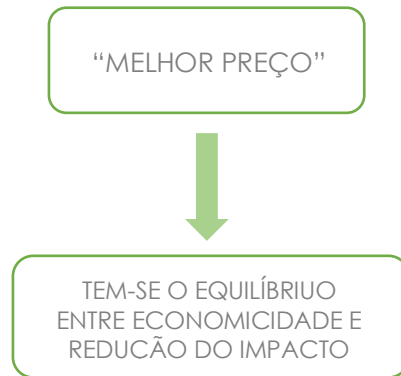 “MELHOR PREÇO”
TEM-SE O EQUILÍBRIUO
ENTRE ECONOMICIDADE E
REDUCÃO DO IMPACTO